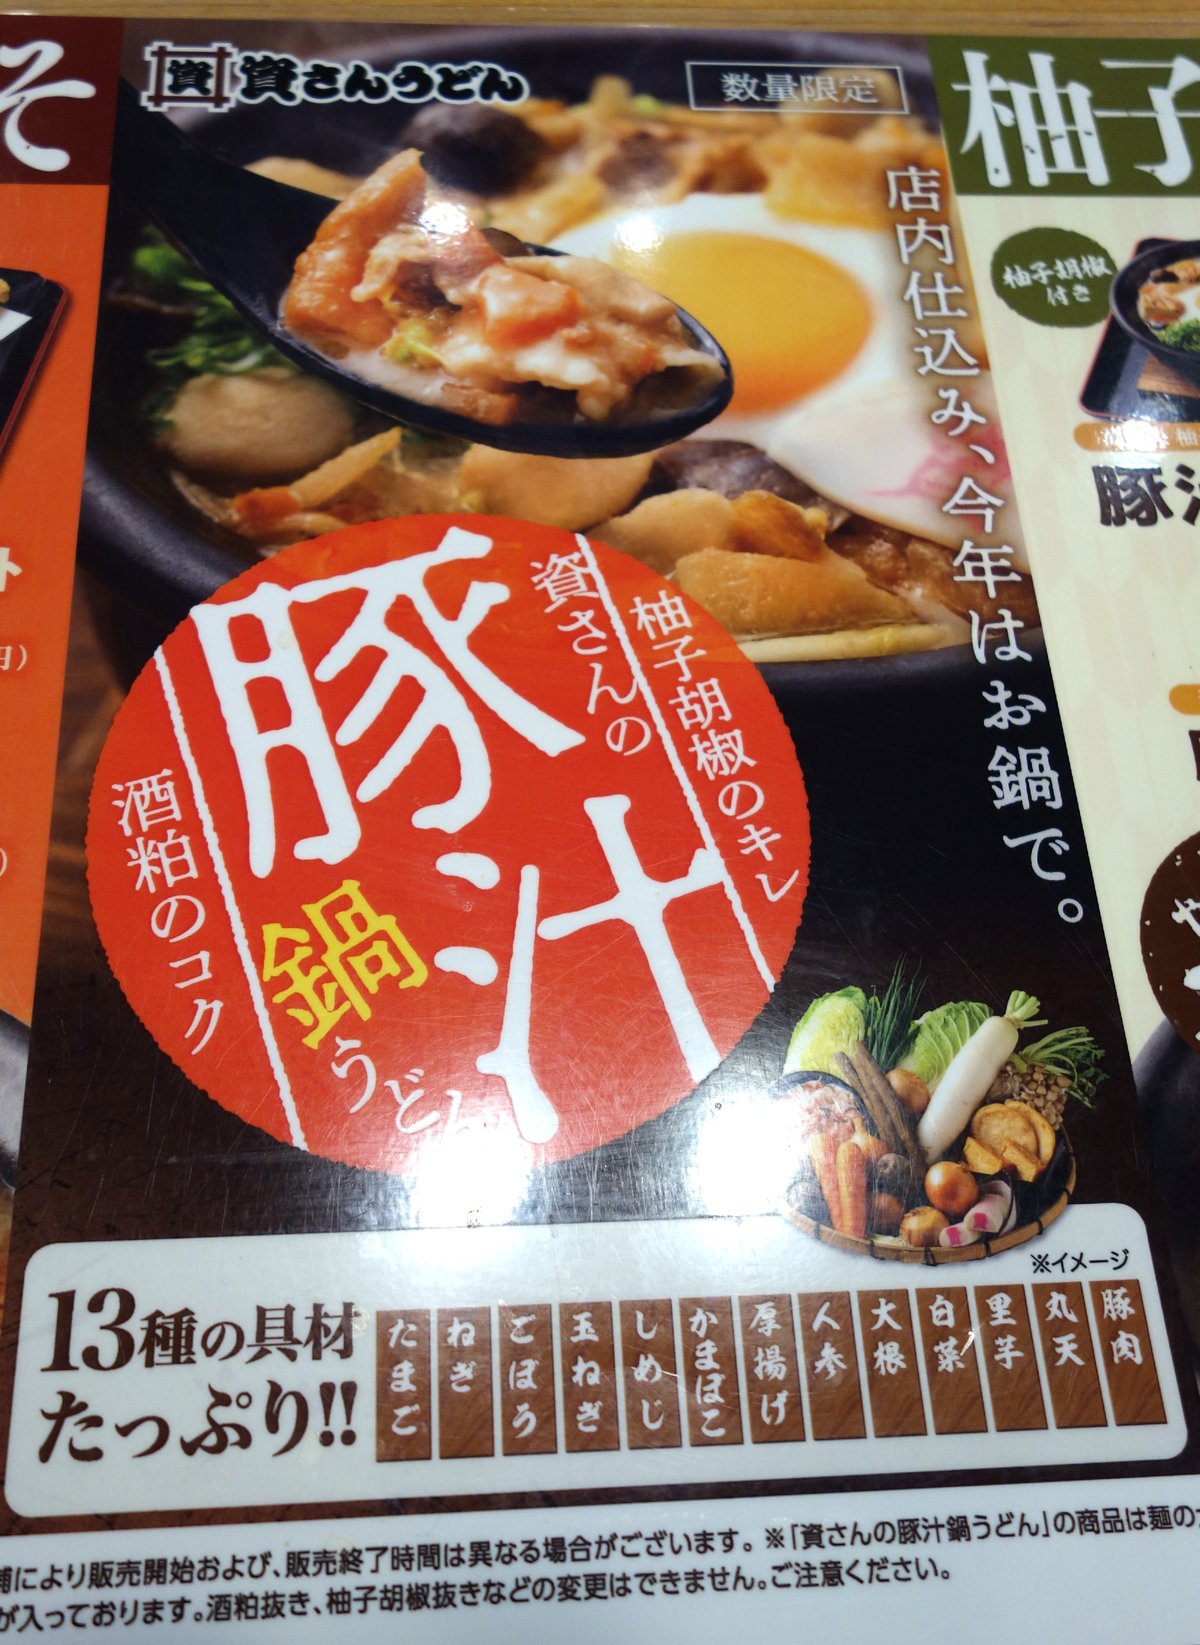 そ
資 資さんうどん
数量限定
柚子
柚子胡椒
付き
店内仕込み、今年はお鍋で。
柚子胡椒のキレ
資さんの
豚汁
鍋うどん
酒粕のコク
豚汁
※イメージ
13種の具材
たっぷり!!
たまご
ねぎ
ごぼう
玉ねぎ
しめじ
かまぼこ
厚揚げ
人参
大根
白菜
里芋
丸天
豚肉
により販売開始および、販売終了時間は異なる場合がございます。※「資さんの豚汁鍋うどん」の商品は麺の
が入っております。酒粕抜き、柚子胡椒抜きなどの変更はできません。ご注意ください。